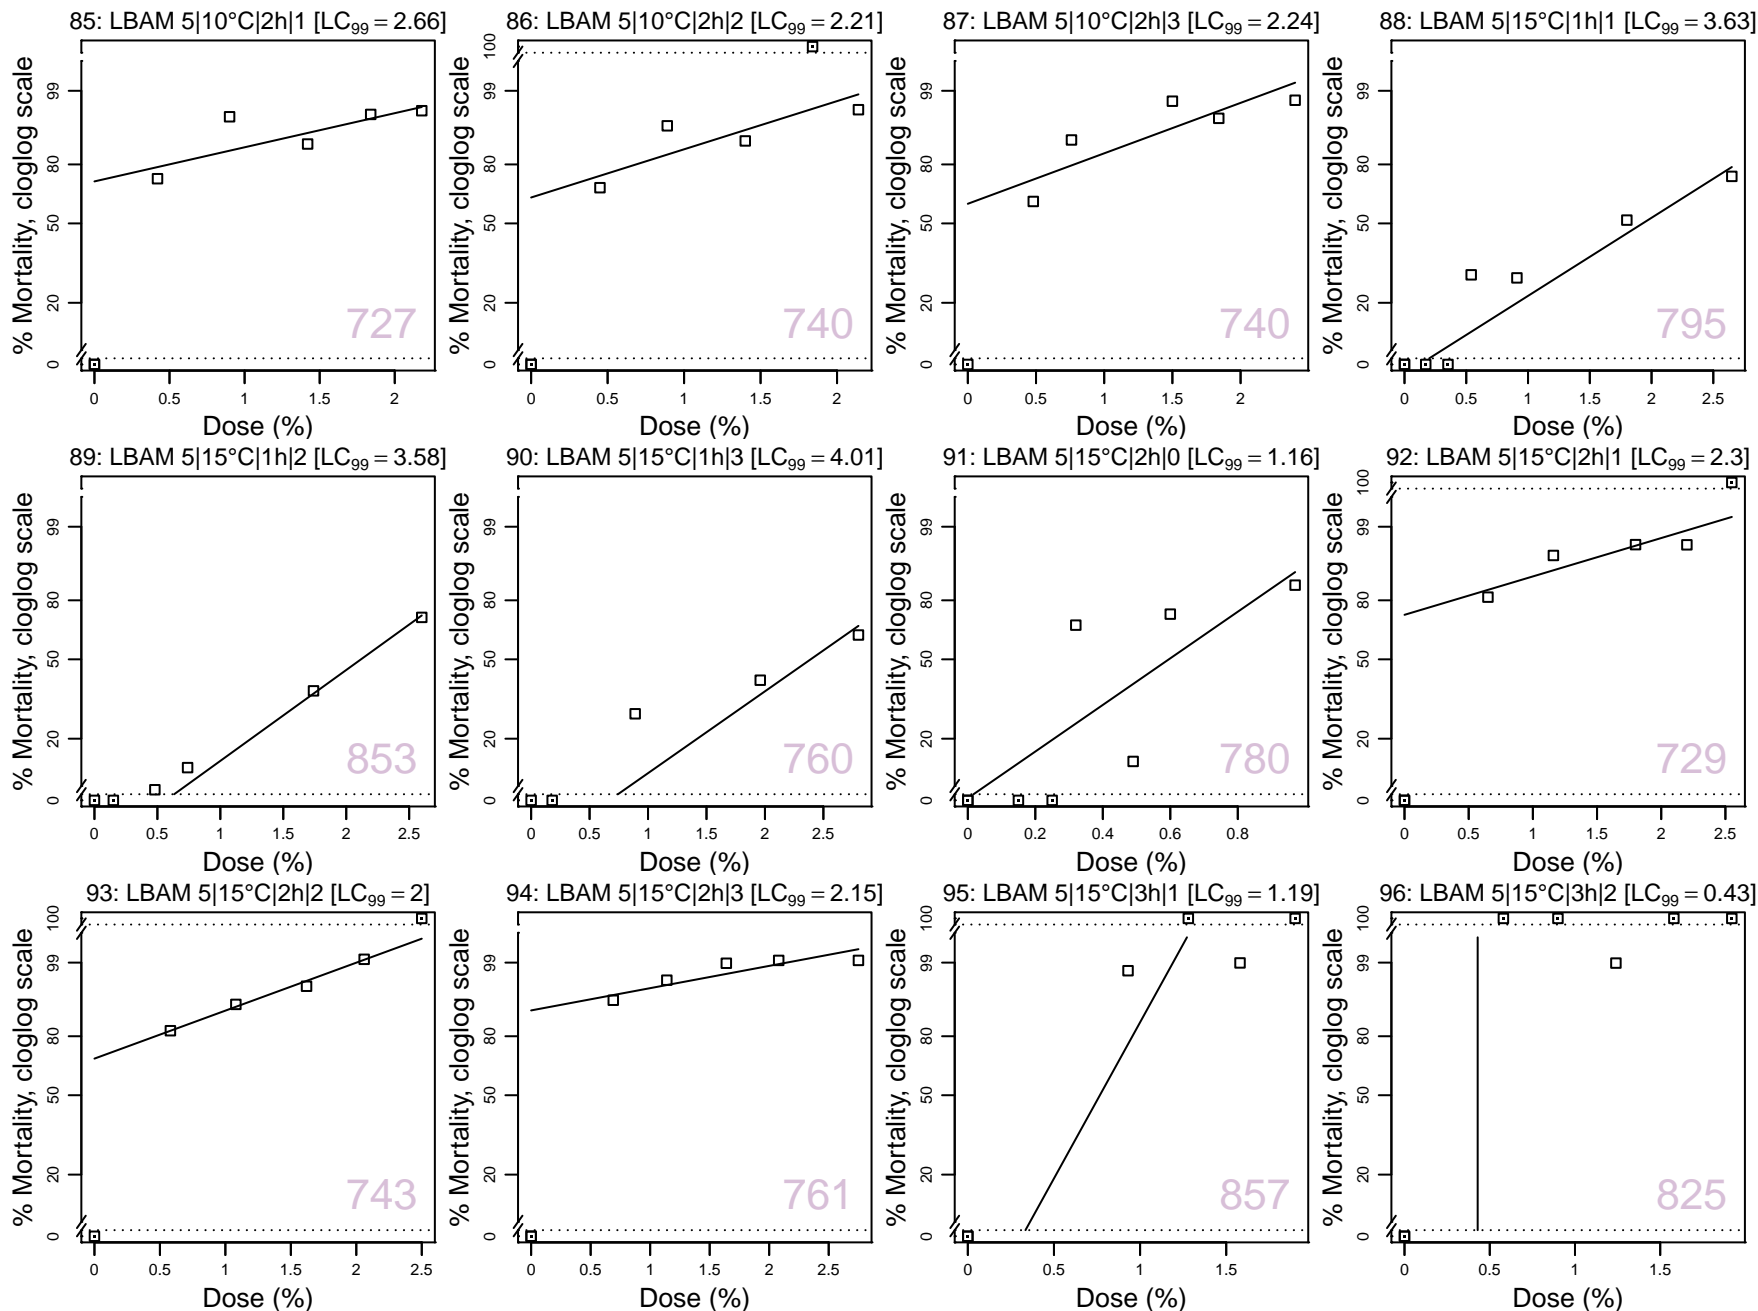 85: LBAM 5|10°C|2h|1 [LC99 = 2.66]
% Mortality, cloglog scale
99
80
50
20
0
727
0 0.5 1 1.5 2
Dose (%)
86: LBAM 5|10°C|2h|2 [LC99 = 2.21]
% Mortality, cloglog scale
100
99
80
50
20
0
740
0 0.5 1 1.5 2
Dose (%)
87: LBAM 5|10°C|2h|3 [LC99 = 2.24]
% Mortality, cloglog scale
99
80
50
20
0
740
0 0.5 1 1.5 2
Dose (%)
88: LBAM 5|15°C|1h|1 [LC99 = 3.63]
% Mortality, cloglog scale
99
80
50
20
0
795
0 0.5 1 1.5 2 2.5
Dose (%)
89: LBAM 5|15°C|1h|2 [LC99 = 3.58]
% Mortality, cloglog scale
99
80
50
20
0
853
0 0.5 1 1.5 2 2.5
Dose (%)
90: LBAM 5|15°C|1h|3 [LC99 = 4.01]
% Mortality, cloglog scale
99
80
50
20
0
760
0 0.5 1 1.5 2 2.5
Dose (%)
91: LBAM 5|15°C|2h|0 [LC99 = 1.16]
% Mortality, cloglog scale
99
80
50
20
0
780
0 0.2 0.4 0.6 0.8
Dose (%)
92: LBAM 5|15°C|2h|1 [LC99 = 2.3]
% Mortality, cloglog scale
100
99
80
50
20
0
729
0 0.5 1 1.5 2 2.5
Dose (%)
93: LBAM 5|15°C|2h|2 [LC99 = 2]
% Mortality, cloglog scale
100
99
80
50
20
0
743
0 0.5 1 1.5 2 2.5
Dose (%)
94: LBAM 5|15°C|2h|3 [LC99 = 2.15]
% Mortality, cloglog scale
99
80
50
20
0
761
0 0.5 1 1.5 2 2.5
Dose (%)
95: LBAM 5|15°C|3h|1 [LC99 = 1.19]
% Mortality, cloglog scale
100
99
80
50
20
0
857
0 0.5 1 1.5
Dose (%)
96: LBAM 5|15°C|3h|2 [LC99 = 0.43]
% Mortality, cloglog scale
100
99
80
50
20
0
825
0 0.5 1 1.5
Dose (%)